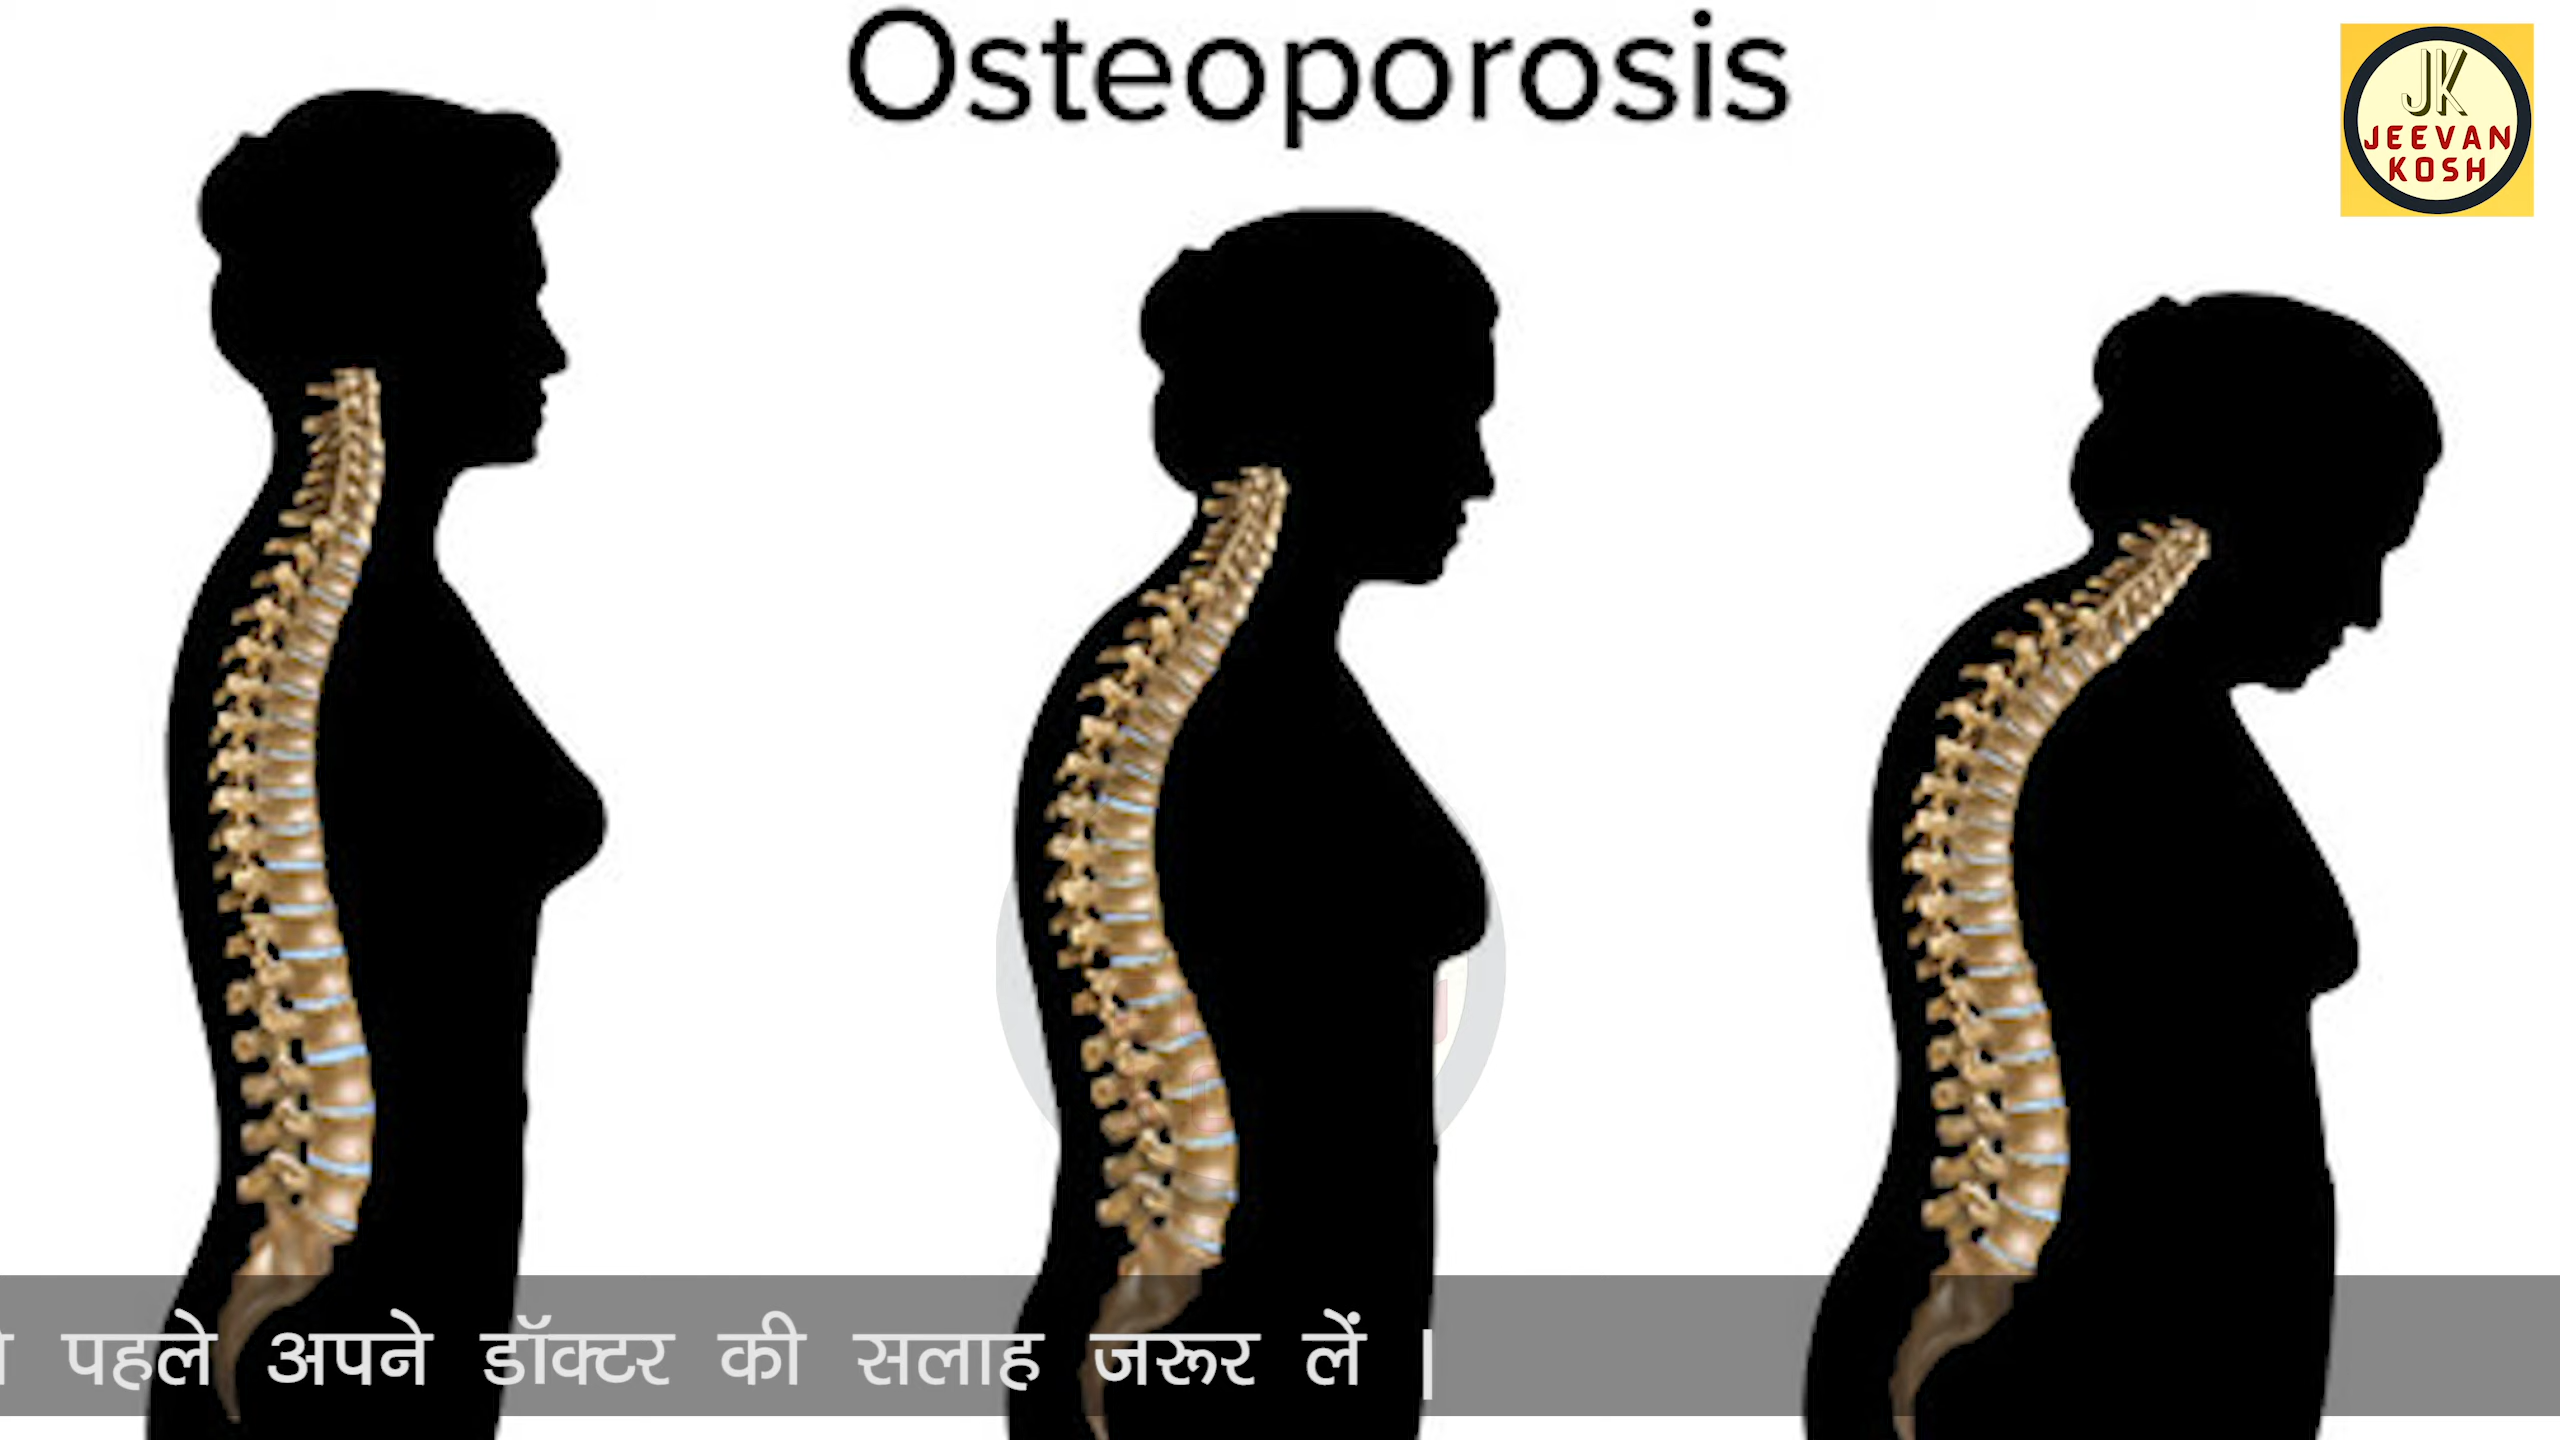 Osteoporosis
JK
JEEVAN
KOSH
पहले अपने डॉक्टर की सलाह जरूर लें |